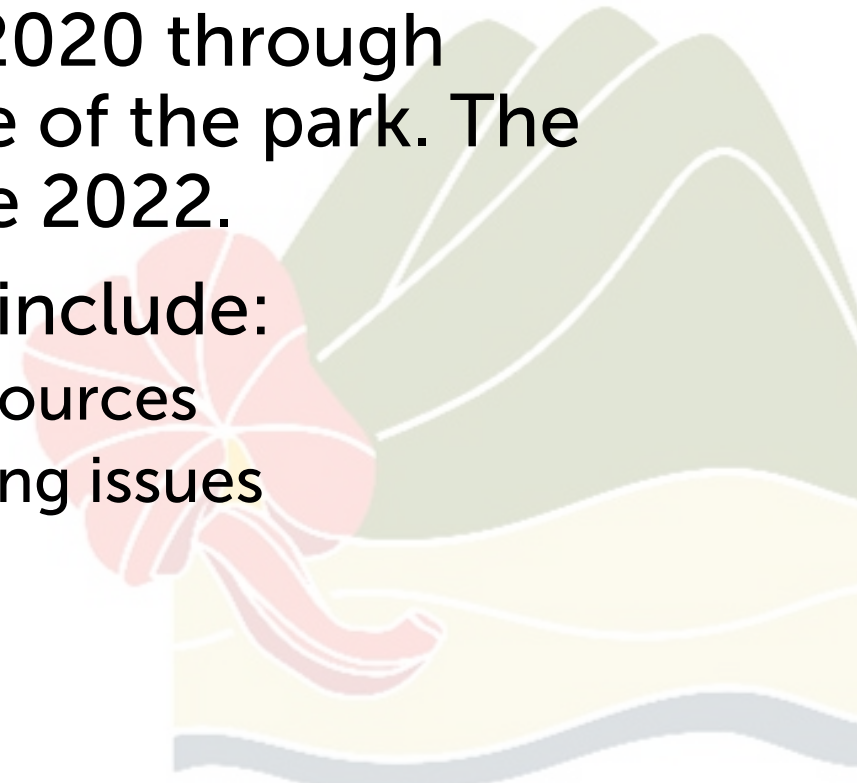 2020 through
e of the park. The
e 2022.
include:
ources
ng issues